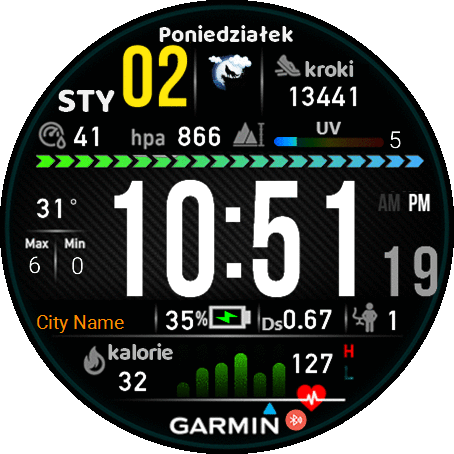 Poniedziałek
STY 02 kroki
13441
41 hpa 866 UV 5
31° 10:51 AM PM
Max Min
6 0 19
City Name 35% Ds0.67 1
kalorie 127 H
32 L
GARMIN